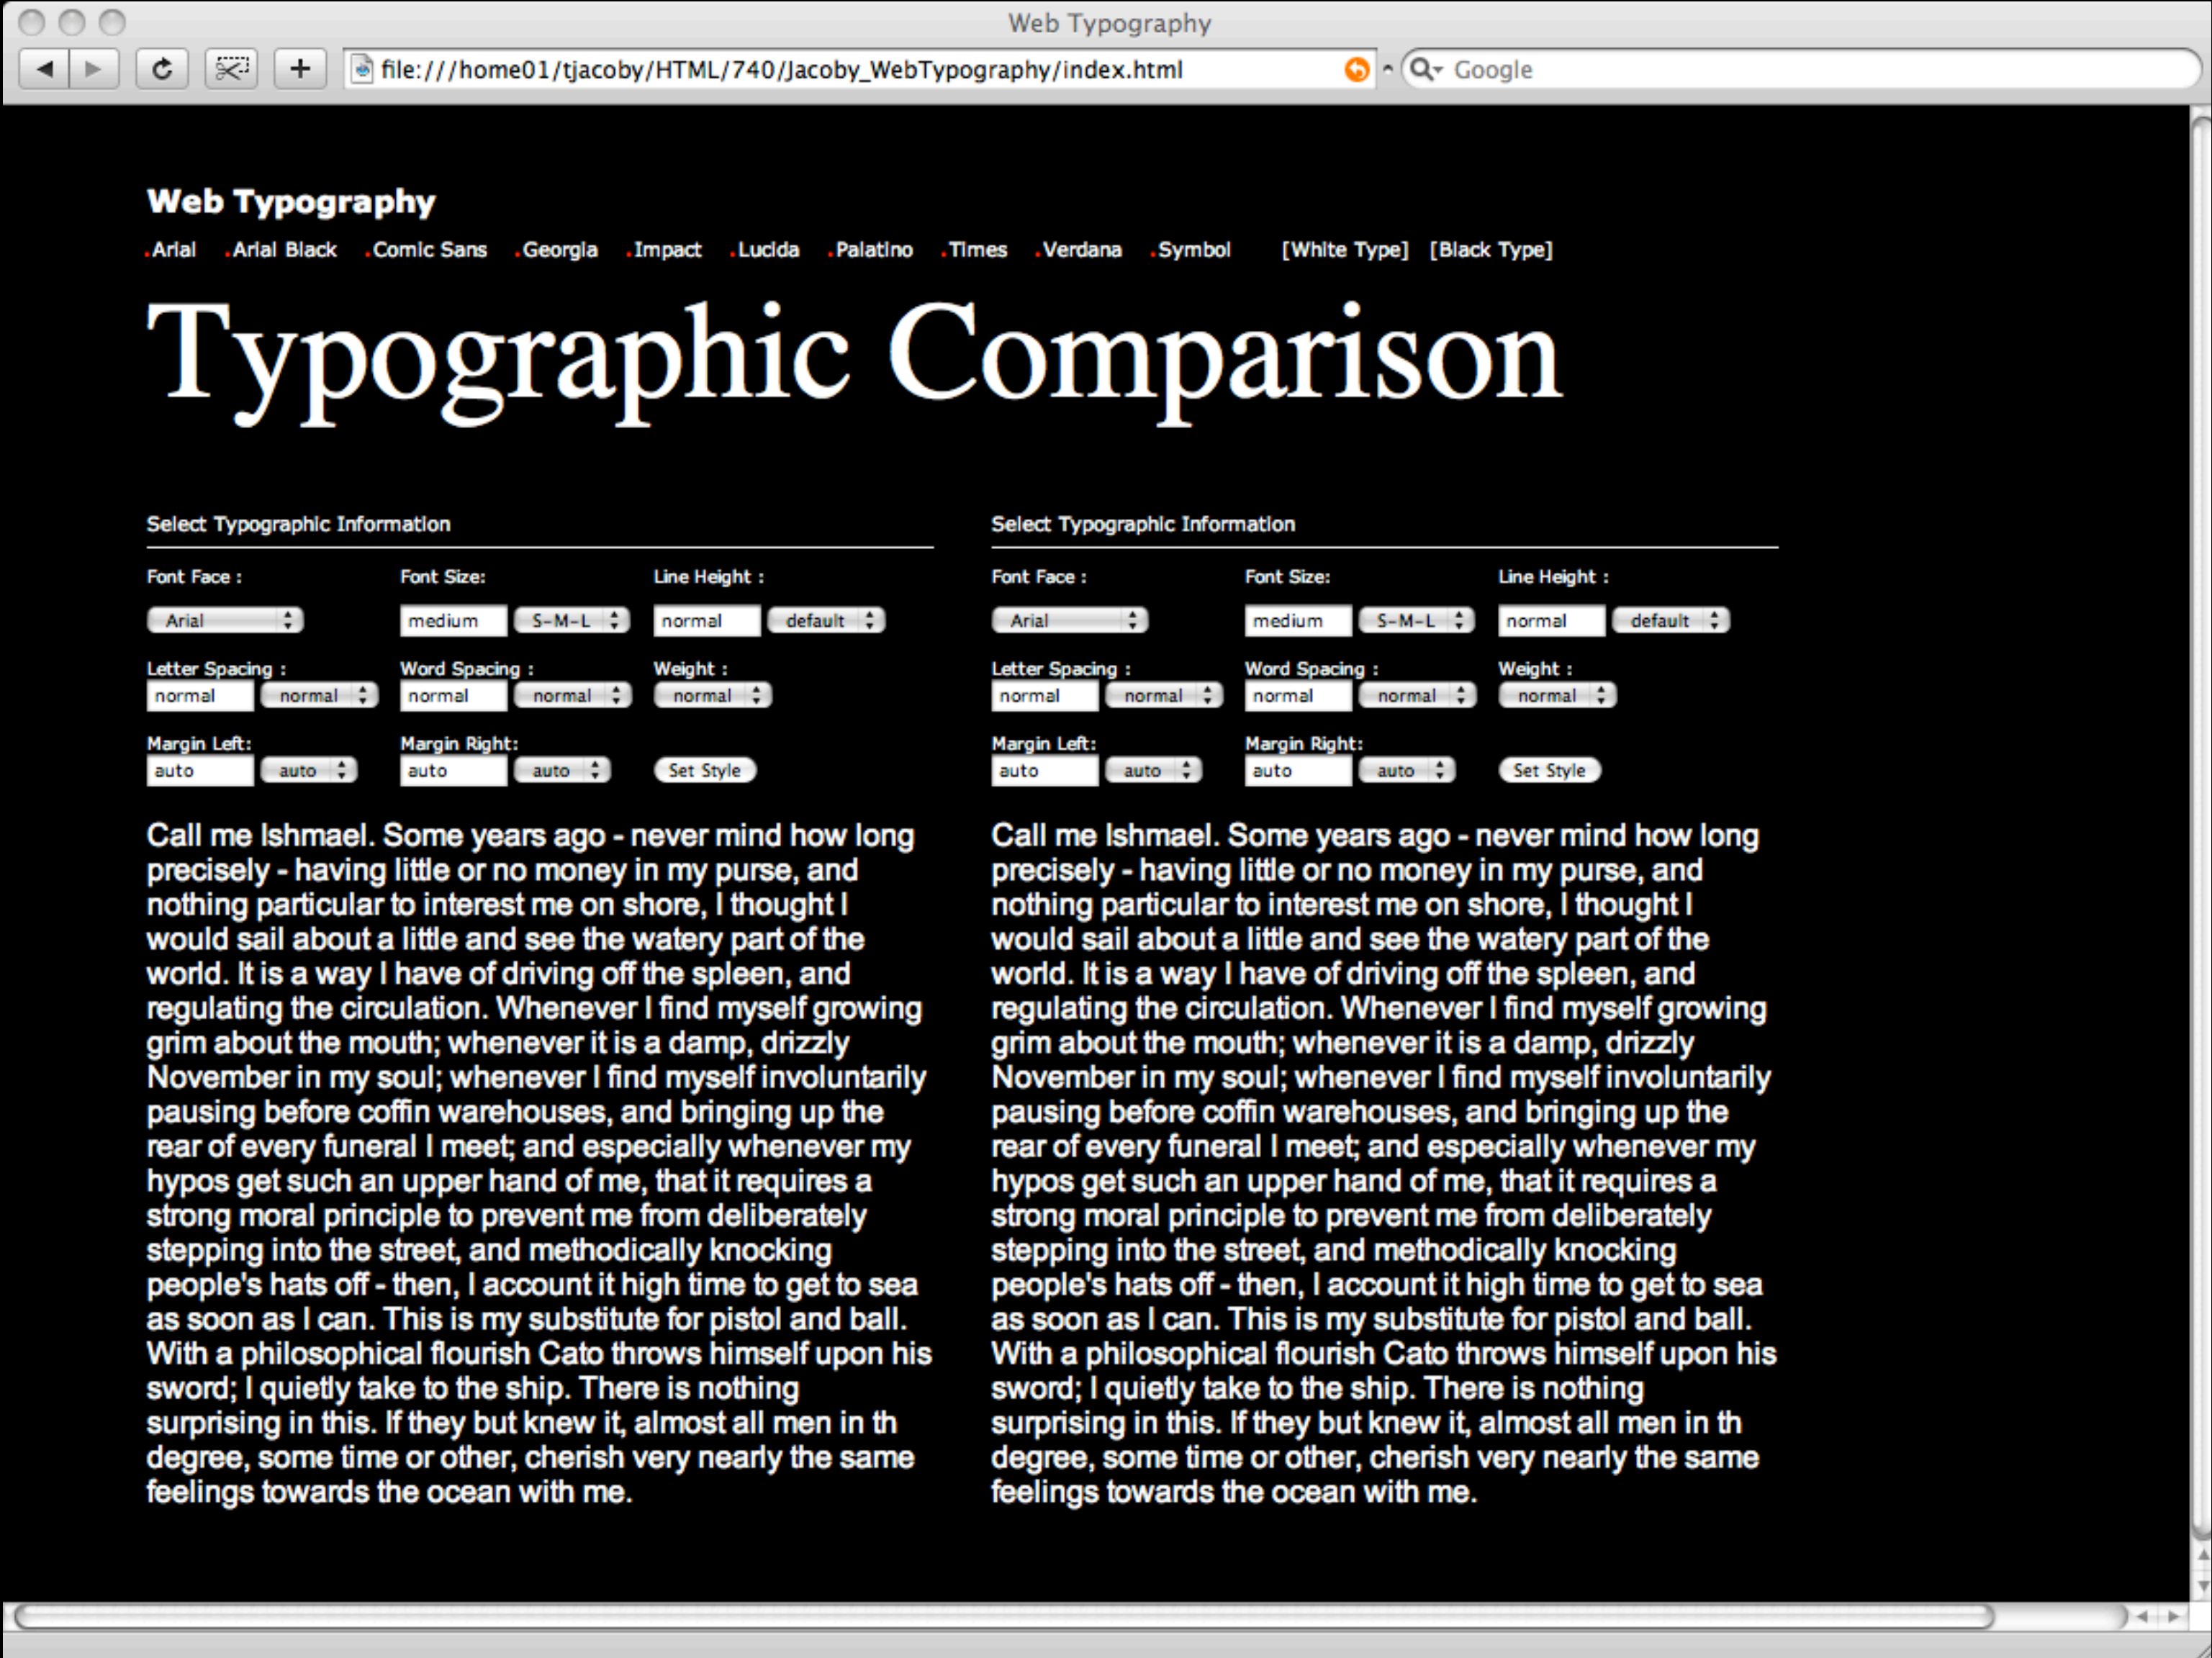 Web Typography
file:///home01/tjacoby/HTML/740/Jacoby_WebTypography/index.html
Google
Web Typography
.Arial .Arial Black .Comic Sans .Georgia .Impact .Lucida .Palatino .Times .Verdana .Symbol [White Type] [Black Type]
Typographic Comparison
Select Typographic Information
Font Face : Font Size: Line Height :
Arial medium S-M-L normal default
Letter Spacing : Word Spacing : Weight :
normal normal normal normal normal
Margin Left: Margin Right:
auto auto auto auto Set Style
Call me Ishmael. Some years ago - never mind how long
precisely - having little or no money in my purse, and
nothing particular to interest me on shore, I thought I
would sail about a little and see the watery part of the
world. It is a way I have of driving off the spleen, and
regulating the circulation. Whenever I find myself growing
grim about the mouth; whenever it is a damp, drizzly
November in my soul; whenever I find myself involuntarily
pausing before coffin warehouses, and bringing up the
rear of every funeral I meet; and especially whenever my
hypos get such an upper hand of me, that it requires a
strong moral principle to prevent me from deliberately
stepping into the street, and methodically knocking
people's hats off - then, I account it high time to get to sea
as soon as I can. This is my substitute for pistol and ball.
With a philosophical flourish Cato throws himself upon his
sword; I quietly take to the ship. There is nothing
surprising in this. If they but knew it, almost all men in th
degree, some time or other, cherish very nearly the same
feelings towards the ocean with me.
Select Typographic Information
Font Face : Font Size: Line Height :
Arial medium S-M-L normal default
Letter Spacing : Word Spacing : Weight :
normal normal normal normal normal
Margin Left: Margin Right:
auto auto auto auto Set Style
Call me Ishmael. Some years ago - never mind how long
precisely - having little or no money in my purse, and
nothing particular to interest me on shore, I thought I
would sail about a little and see the watery part of the
world. It is a way I have of driving off the spleen, and
regulating the circulation. Whenever I find myself growing
grim about the mouth; whenever it is a damp, drizzly
November in my soul; whenever I find myself involuntarily
pausing before coffin warehouses, and bringing up the
rear of every funeral I meet; and especially whenever my
hypos get such an upper hand of me, that it requires a
strong moral principle to prevent me from deliberately
stepping into the street, and methodically knocking
people's hats off - then, I account it high time to get to sea
as soon as I can. This is my substitute for pistol and ball.
With a philosophical flourish Cato throws himself upon his
sword; I quietly take to the ship. There is nothing
surprising in this. If they but knew it, almost all men in th
degree, some time or other, cherish very nearly the same
feelings towards the ocean with me.